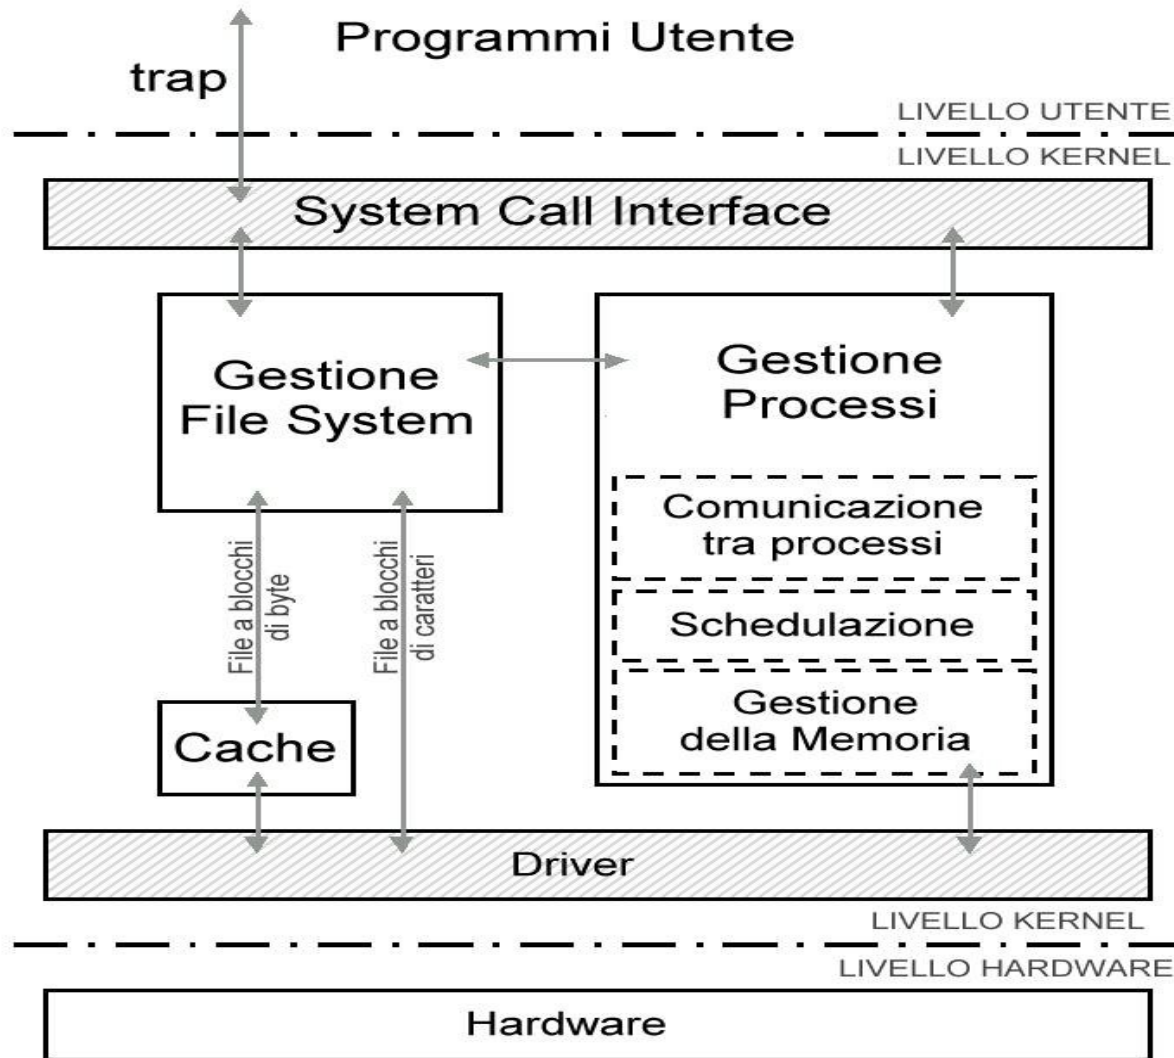 Programmi Utente
trap
LIVELLO UTENTE
LIVELLO KERNEL
System Call Interface
Gestione
File System
Gestione
Processi
Comunicazione
tra processi
Schedulazione
Gestione
della Memoria
File a blocchi
di byte
File a blocchi
di caratteri
Cache
Driver
LIVELLO KERNEL
LIVELLO HARDWARE
Hardware